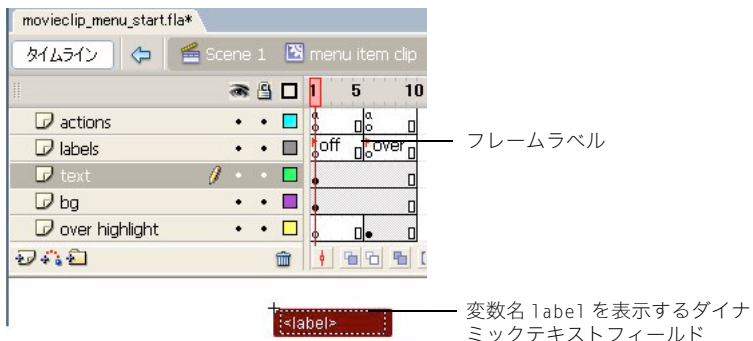 movieclip_menu_start.fla*
タイムライン Scene 1 menu item clip
1 5 10
actions
labels off over
フレームラベル
text
bg
over highlight
<label>
変数名 label を表示するダイナ
ミックテキストフィールド